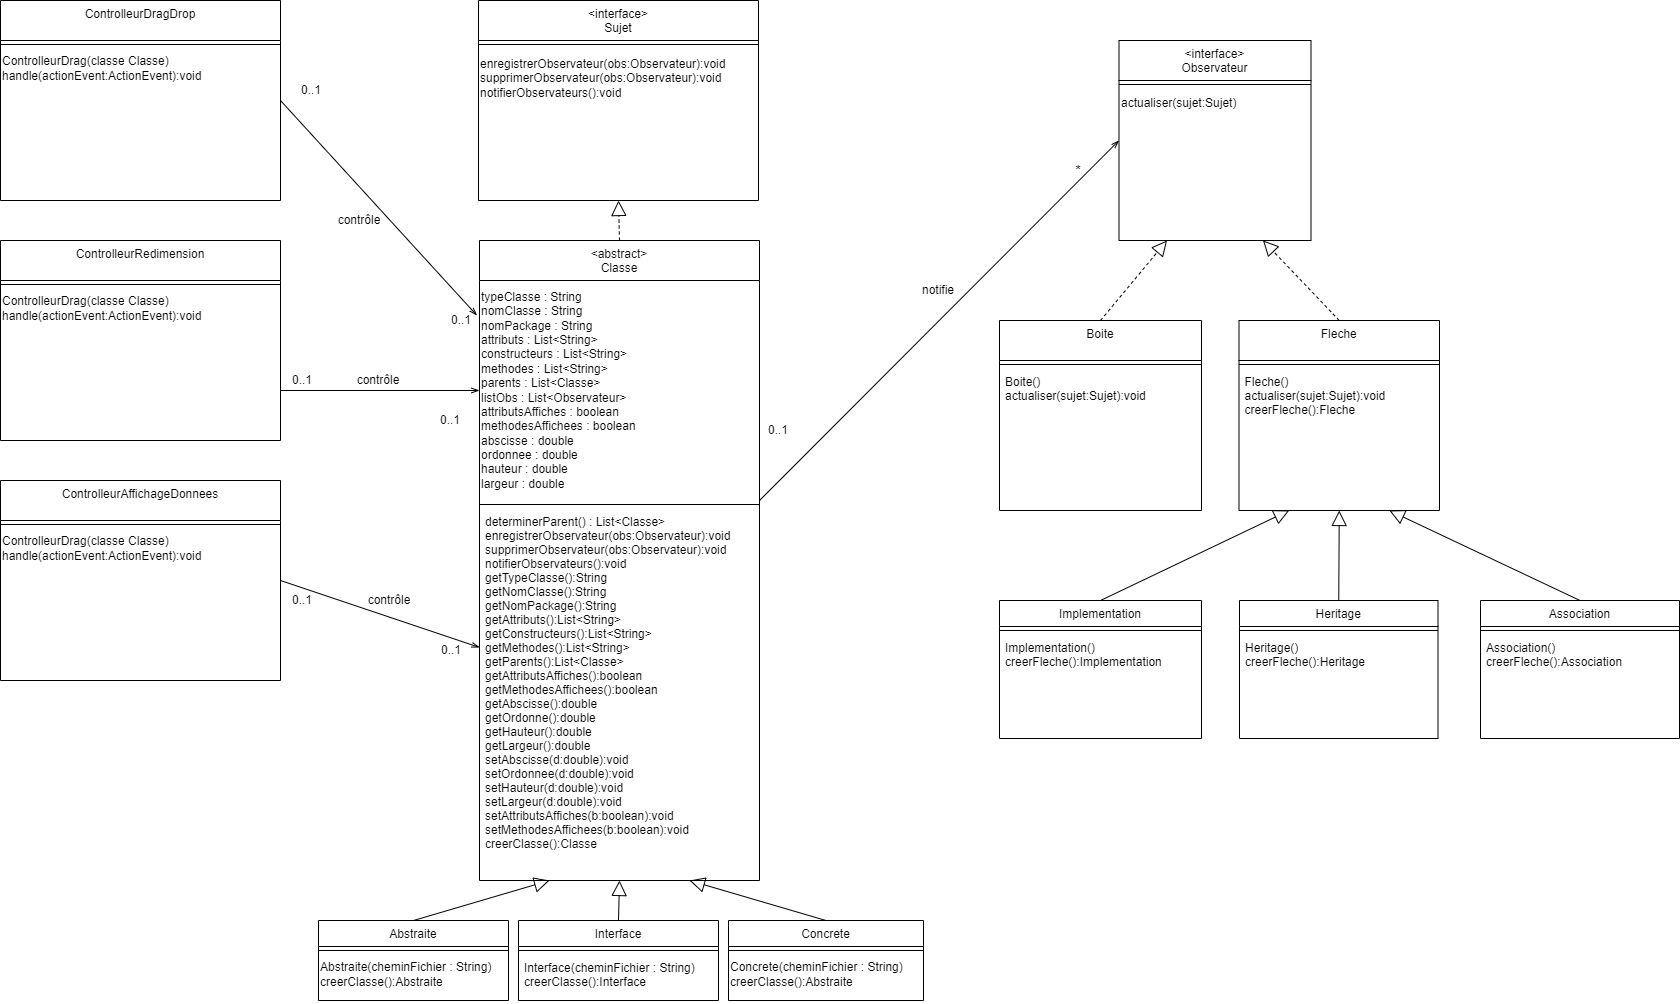 ControlleurDragDrop
ControlleurDrag(classe Classe)
handle(actionEvent:ActionEvent):void
0..1
contrôle
0..1
ControlleurRedimension
ControlleurDrag(classe Classe)
handle(actionEvent:ActionEvent):void
0..1
contrôle
0..1
ControlleurAffichageDonnees
ControlleurDrag(classe Classe)
handle(actionEvent:ActionEvent):void
0..1
contrôle
0..1
<interface>
Sujet
enregistrerObservateur(obs:Observateur):void
supprimerObservateur(obs:Observateur):void
notifierObservateurs():void
<abstract>
Classe
typeClasse : String
nomClasse : String
nomPackage : String
attributs : List<String>
constructeurs : List<String>
methodes : List<String>
parents : List<Classe>
listObs : List<Observateur>
attributsAffiches : boolean
methodesAffichees : boolean
abscisse : double
ordonnee : double
hauteur : double
largeur : double
determinerParent() : List<Classe>
enregistrerObservateur(obs:Observateur):void
supprimerObservateur(obs:Observateur):void
notifierObservateurs():void
getTypeClasse():String
getNomClasse():String
getNomPackage():String
getAttributs():List<String>
getConstructeurs():List<String>
getMethodes():List<String>
getParents():List<Classe>
getAttributsAffiches():boolean
getMethodesAffichees():boolean
getAbscisse():double
getOrdonne():double
getHauteur():double
getLargeur():double
setAbscisse(d:double):void
setOrdonnee(d:double):void
setHauteur(d:double):void
setLargeur(d:double):void
setAttributsAffiches(b:boolean):void
setMethodesAffichees(b:boolean):void
creerClasse():Classe
Abstraite
Abstraite(cheminFichier : String)
creerClasse():Abstraite
Interface
Interface(cheminFichier : String)
creerClasse():Interface
Concrete
Concrete(cheminFichier : String)
creerClasse():Abstraite
0..1
notifie
*
<interface>
Observateur
actualiser(sujet:Sujet)
Boite
Boite()
actualiser(sujet:Sujet):void
Fleche
Fleche()
actualiser(sujet:Sujet):void
creerFleche():Fleche
Implementation
Implementation()
creerFleche():Implementation
Heritage
Heritage()
creerFleche():Heritage
Association
Association()
creerFleche():Association